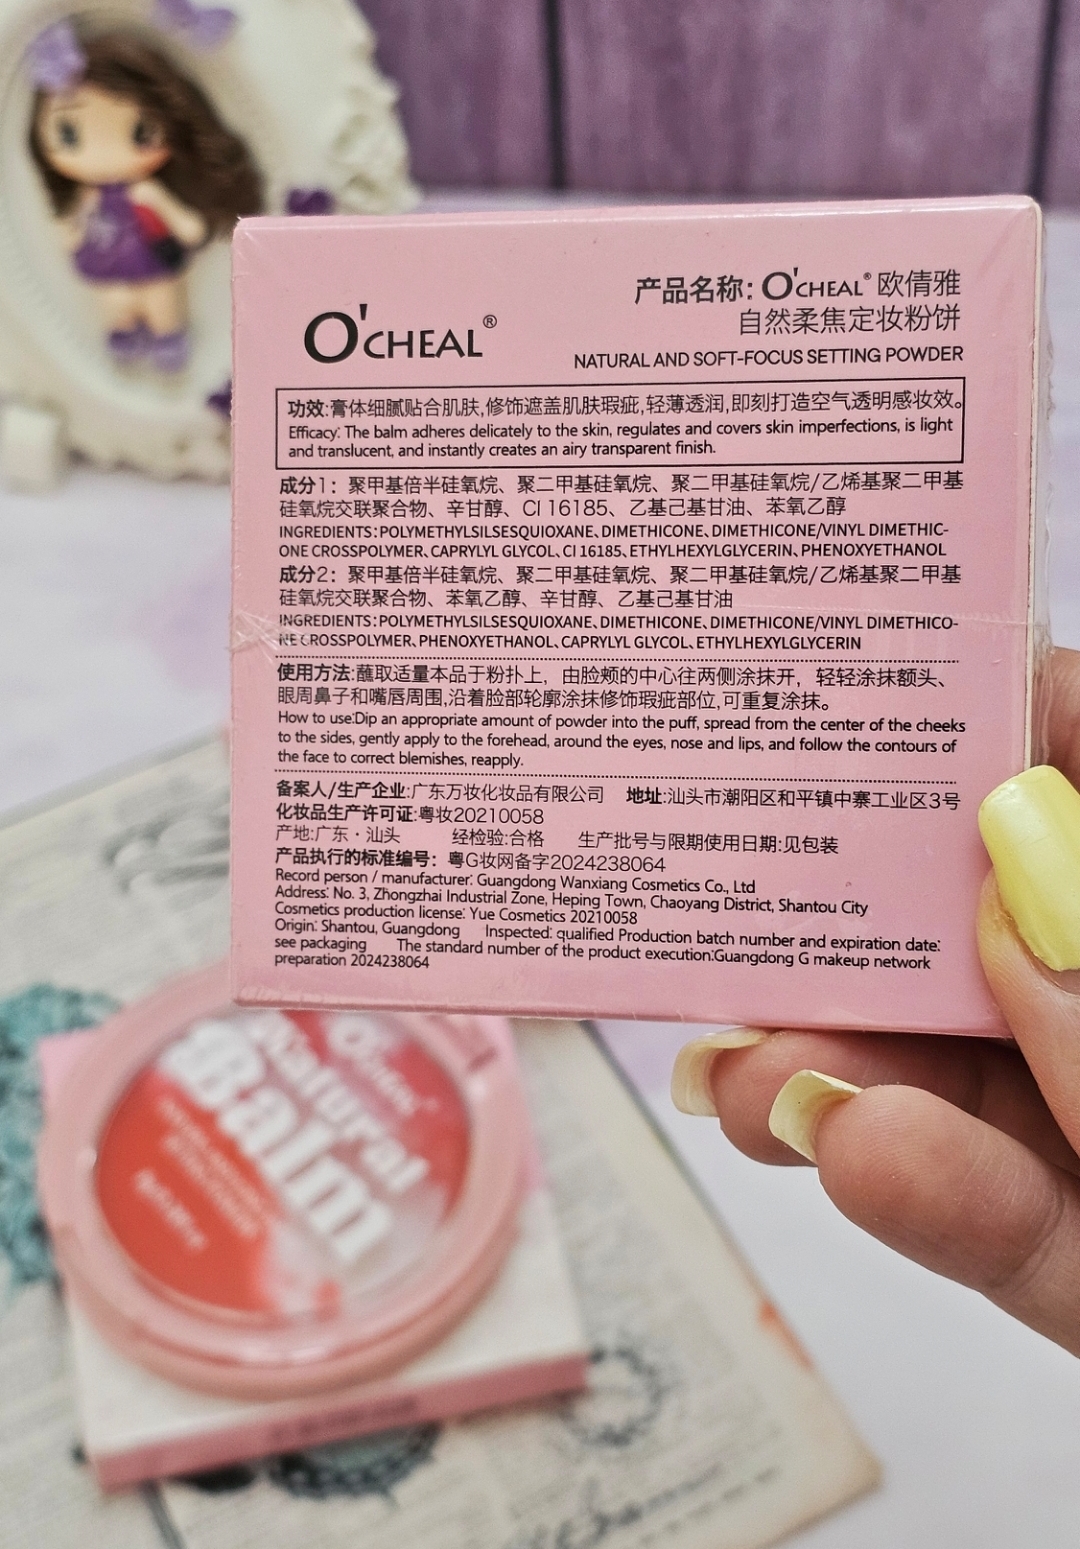 O'CHEAL®
产品名称: O'CHEAL® 欧倩雅
自然柔焦定妆粉饼
NATURAL AND SOFT-FOCUS SETTING POWDER
功效:膏体细腻贴合肌肤,修饰遮盖肌肤瑕疵,轻薄透润,即刻打造空气透明感妆效。
Efficacy: The balm adheres delicately to the skin, regulates and covers skin imperfections, is light
and translucent, and instantly creates an airy transparent finish.
成分1：聚甲基倍半硅氧烷、聚二甲基硅氧烷、聚二甲基硅氧烷/乙烯基聚二甲基
硅氧烷交联聚合物、辛甘醇、CI 16185、乙基己基甘油、苯氧乙醇
INGREDIENTS:POLYMETHYLSILSESQUIOXANE、DIMETHICONE、DIMETHICONE/VINYL DIMETHIC-
ONE CROSSPOLYMER、CAPRYLYL GLYCOL、CI 16185、ETHYLHEXYLGLYCERIN、PHENOXYETHANOL
成分2：聚甲基倍半硅氧烷、聚二甲基硅氧烷、聚二甲基硅氧烷/乙烯基聚二甲基
硅氧烷交联聚合物、苯氧乙醇、辛甘醇、乙基己基甘油
INGREDIENTS:POLYMETHYLSILSESQUIOXANE、DIMETHICONE、DIMETHICONE/VINYL DIMETHICO-
NE CROSSPOLYMER、PHENOXYETHANOL、CAPRYLYL GLYCOL、ETHYLHEXYLGLYCERIN
使用方法:蘸取适量本品于粉扑上，由脸颊的中心往两侧涂抹开，轻轻涂抹额头、
眼周鼻子和嘴唇周围,沿着脸部轮廓涂抹修饰瑕疵部位,可重复涂抹。
How to use:Dip an appropriate amount of powder into the puff, spread from the center of the cheeks
to the sides, gently apply to the forehead, around the eyes, nose and lips, and follow the contours of
the face to correct blemishes, reapply.
备案人/生产企业:广东万妆化妆品有限公司 地址:汕头市潮阳区和平镇中寨工业区3号
化妆品生产许可证:粤妆20210058
产地:广东·汕头 经检验:合格 生产批号与限期使用日期:见包装
产品执行的标准编号：粤G妆网备字2024238064
Record person / manufacturer: Guangdong Wanxiang Cosmetics Co., Ltd
Address: No. 3, Zhongzhai Industrial Zone, Heping Town, Chaoyang District, Shantou City
Cosmetics production license: Yue Cosmetics 20210058
Origin: Shantou, Guangdong Inspected: qualified Production batch number and expiration date:
see packaging The standard number of the product execution:Guangdong G makeup network
preparation 2024238064
O'CHEAL
Natural
Balm